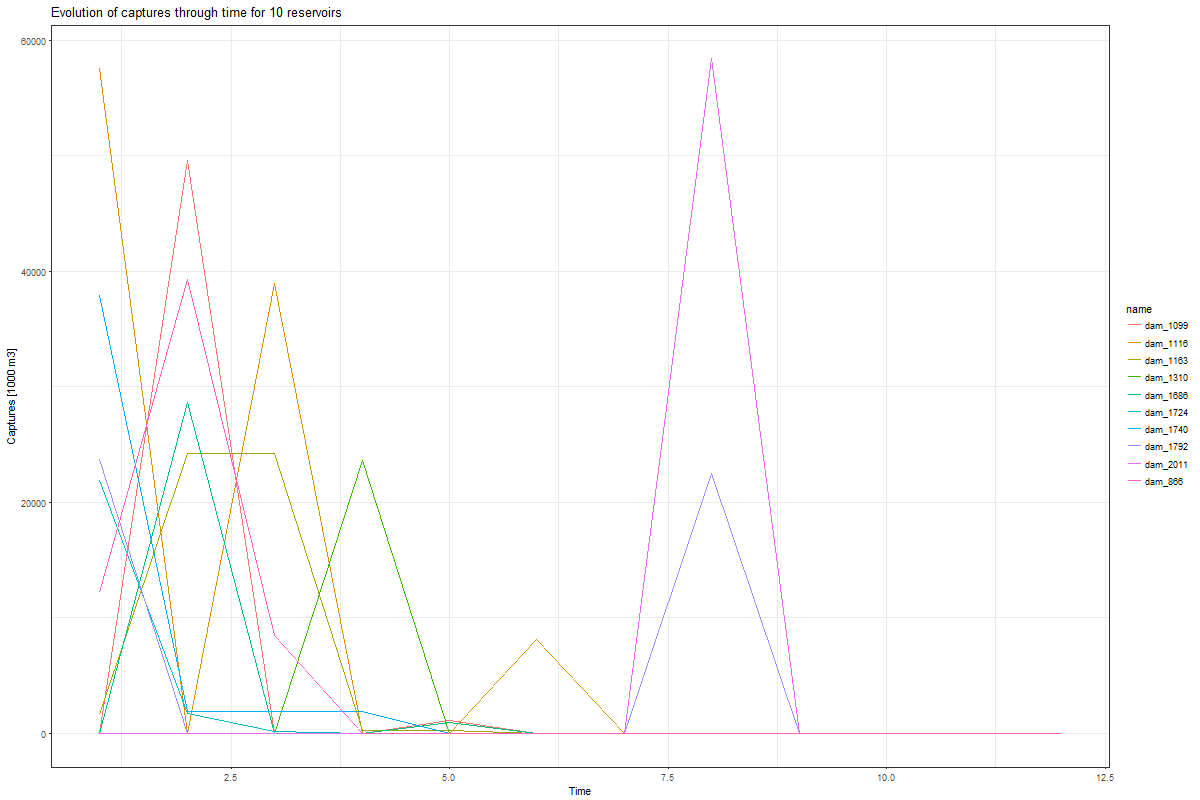 Evolution of captures through time for 10 reservoirs
60000
40000
20000
0
Captures [1000 m3]
2.5
5.0
7.5
10.0
12.5
Time
name
dam_1099
dam_1116
dam_1163
dam_1310
dam_1686
dam_1724
dam_1740
dam_1792
dam_2011
dam_866